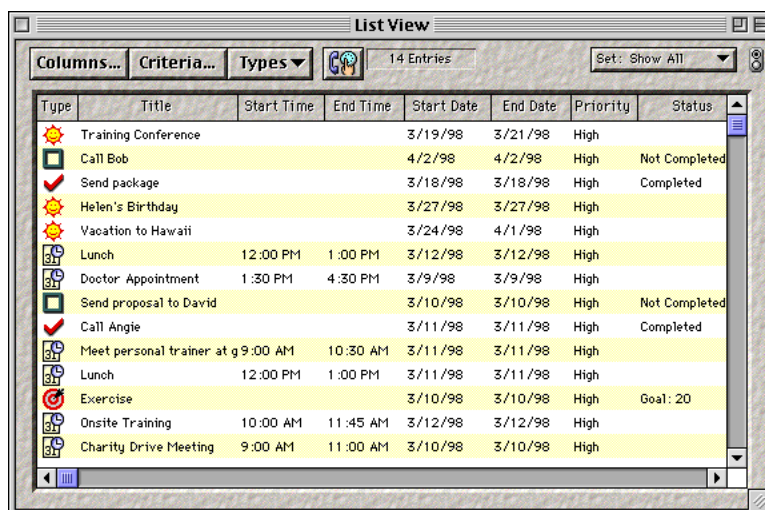 List View
Columns... Criteria... Types 14 Entries Set: Show All
Type Title Start Time End Time Start Date End Date Priority Status
Training Conference 3/19/98 3/21/98 High
Call Bob 4/2/98 4/2/98 High Not Completed
Send package 3/18/98 3/18/98 High Completed
Helen's Birthday 3/27/98 3/27/98 High
Vacation to Hawaii 3/24/98 4/1/98 High
31 Lunch 12:00 PM 1:00 PM 3/12/98 3/12/98 High
31 Doctor Appointment 1:30 PM 4:30 PM 3/9/98 3/9/98 High
Send proposal to David 3/10/98 3/10/98 High Not Completed
Call Angie 3/11/98 3/11/98 High Completed
31 Meet personal trainer at g 9:00 AM 10:30 AM 3/11/98 3/11/98 High
31 Lunch 12:00 PM 1:00 PM 3/11/98 3/11/98 High
Exercise 3/10/98 3/10/98 High Goal: 20
31 Onsite Training 10:00 AM 11:45 AM 3/12/98 3/12/98 High
31 Charity Drive Meeting 9:00 AM 11:00 AM 3/10/98 3/10/98 High